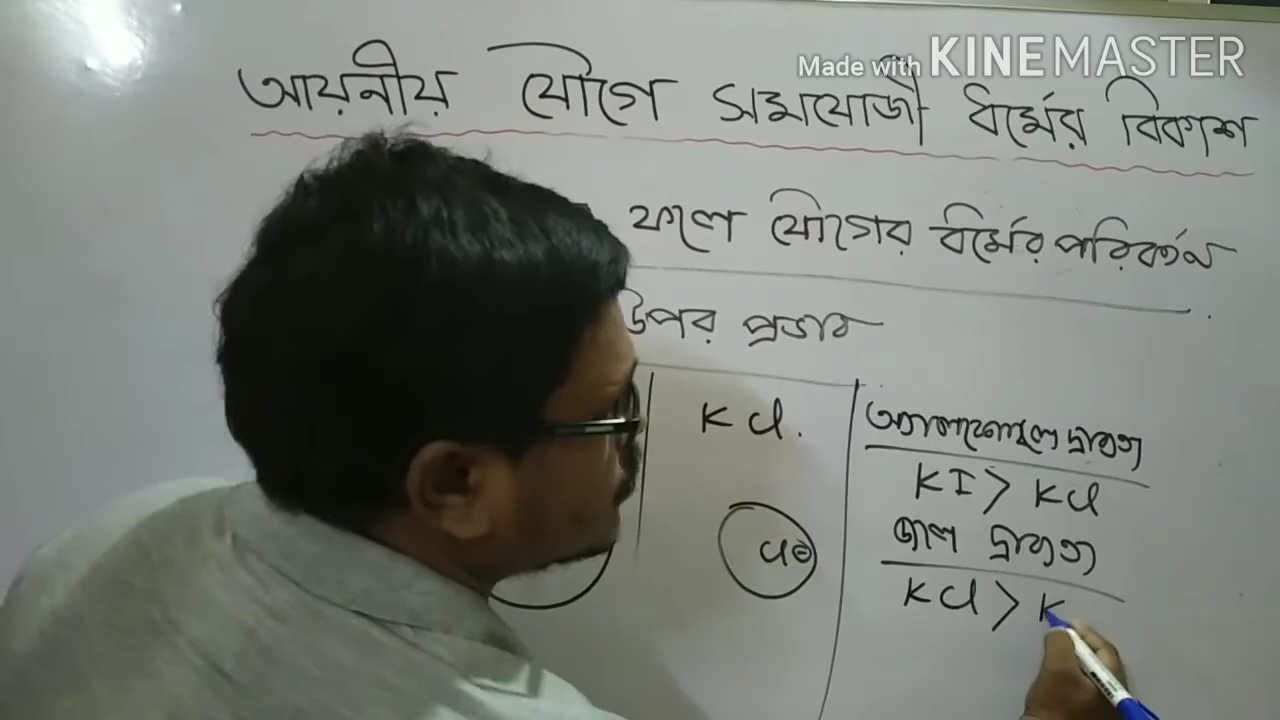 Made with KINEMASTER
আয়নীয় যৌগে সমযোজী ধর্মের বিকাশ
ফলে যৌগের ধর্মের পরিবর্তন
উপর প্রভাব
KCl.
Cl⊖
অ্যালকোহলে দ্রাব্যতা
KI > KCl
জলে দ্রাব্যতা
KCl > K